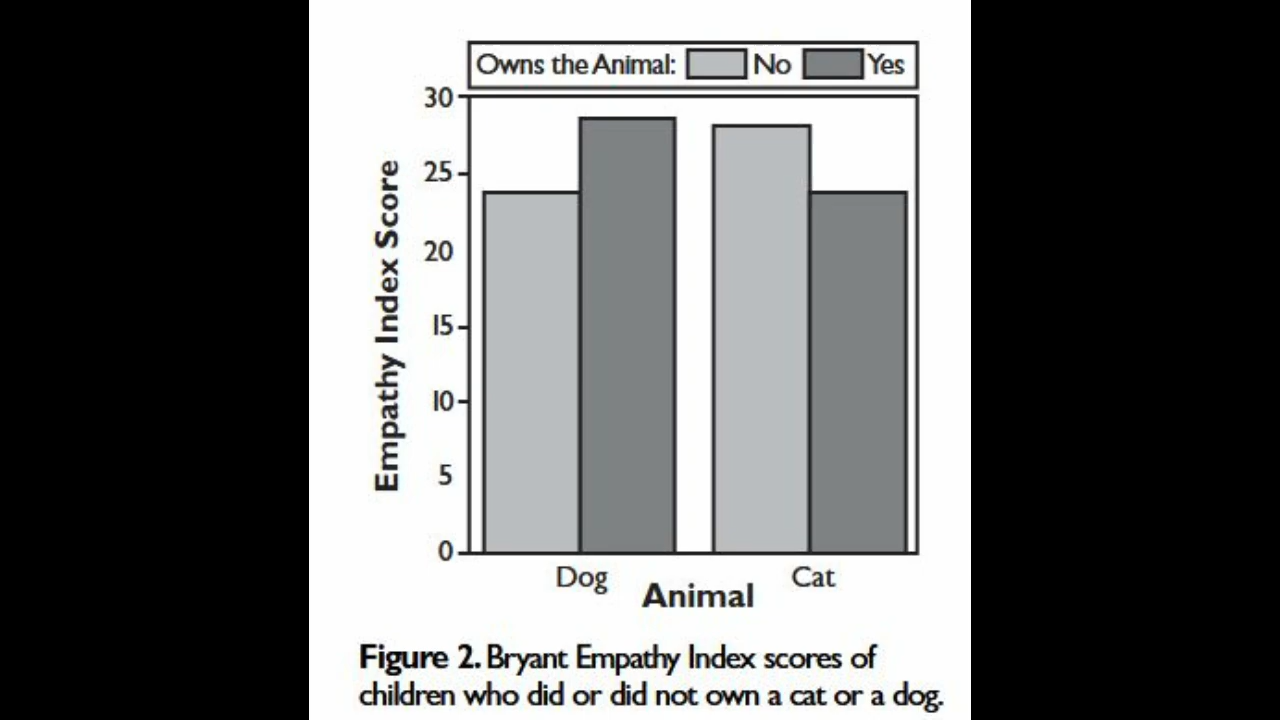 Owns the Animal: No Yes
30
25
20
15
10
5
0
Empathy Index Score
Dog Cat
Animal
Figure 2. Bryant Empathy Index scores of
children who did or did not own a cat or a dog.